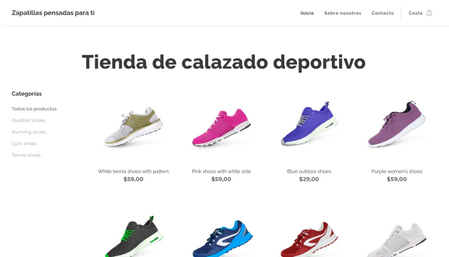 Zapatillas pensadas para ti
Inicio Sobre nosotros Contacto Cesta
Tienda de calazado deportivo
Categorías
Todos los productos
Outdoor shoes
Running shoes
Gym shoes
Tennis shoes
White tennis shoes with pattern
$59,00
Pink shoes with white side
$59,00
Blue outdoor shoes
$29,00
Purple women's shoes
$59,00